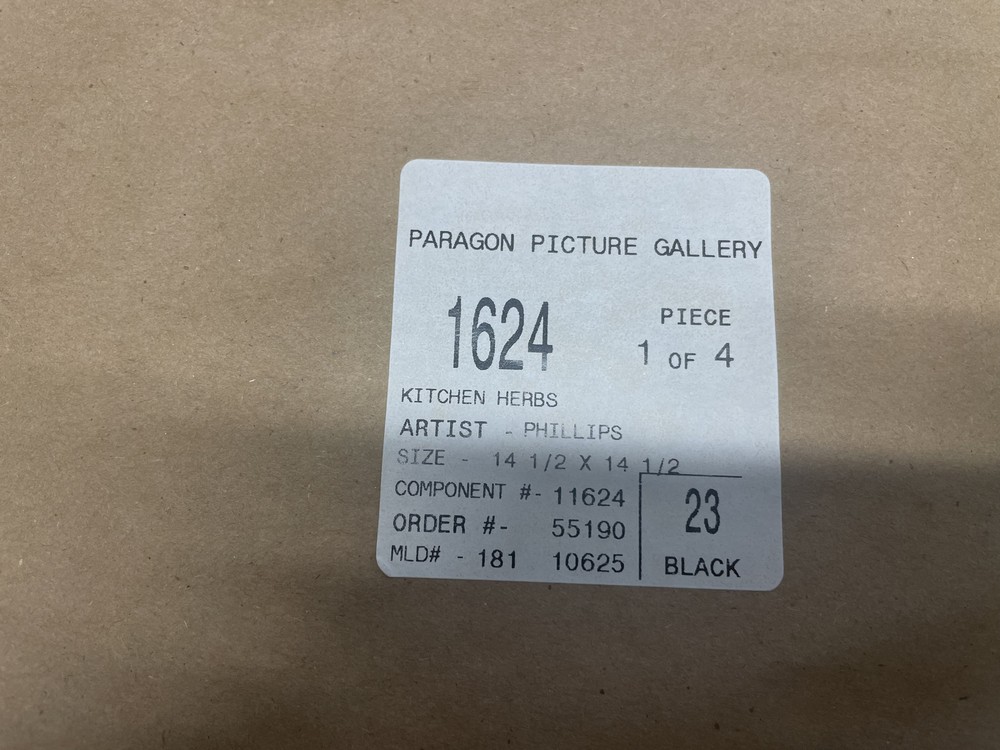 PARAGON PICTURE GALLERY
1624 PIECE
1 OF 4
KITCHEN HERBS
ARTIST - PHILLIPS
SIZE - 14 1/2 X 14 1/2
COMPONENT #- 11624
23
ORDER #- 55190
MLD# - 181 10625
BLACK